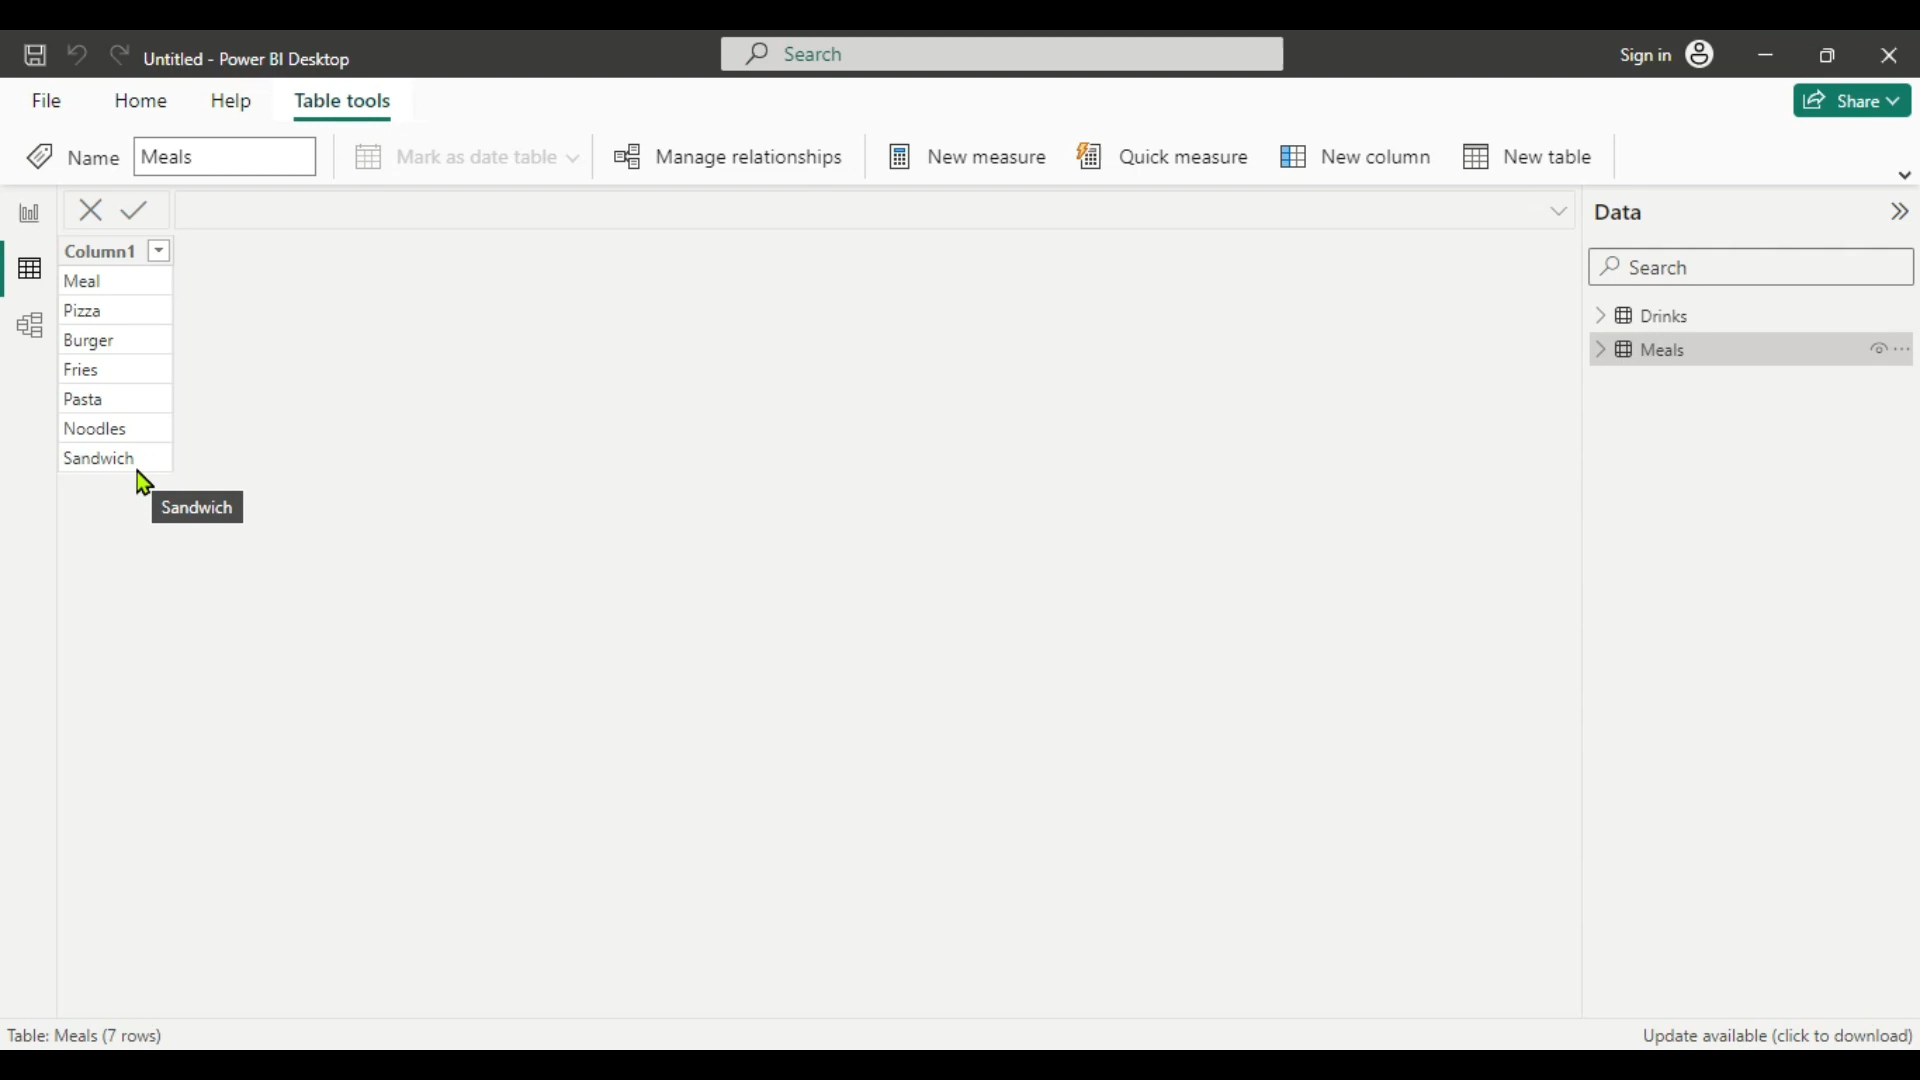 Untitled - Power BI Desktop
Search
Sign in
File
Home
Help
Table tools
Share
Name
Meals
Mark as date table
Manage relationships
New measure
Quick measure
New column
New table
Data
Column1
Search
Meal
Pizza
Drinks
Burger
Meals
Fries
Pasta
Noodles
Sandwich
Sandwich
Table: Meals (7 rows)
Update available (click to download)